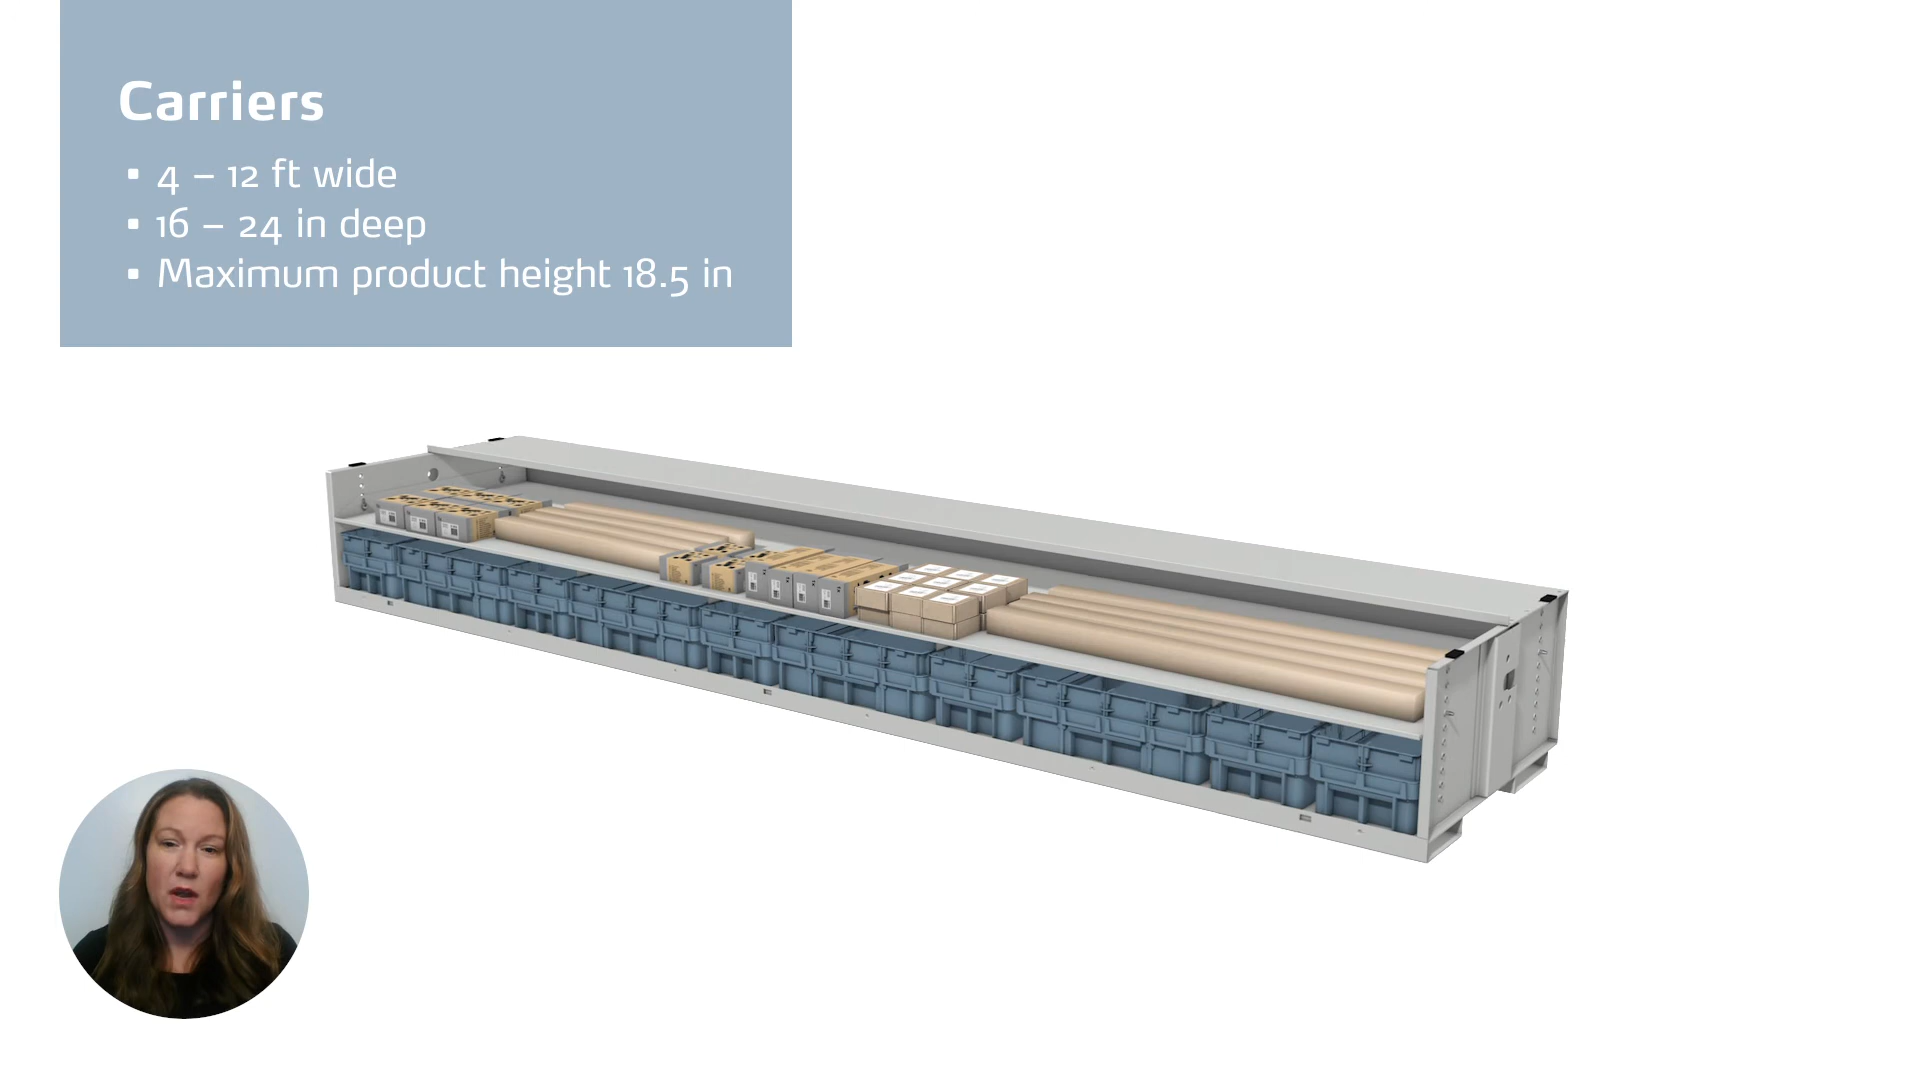 Carriers
▪ 4 – 12 ft wide
▪ 16 – 24 in deep
▪ Maximum product height 18.5 in